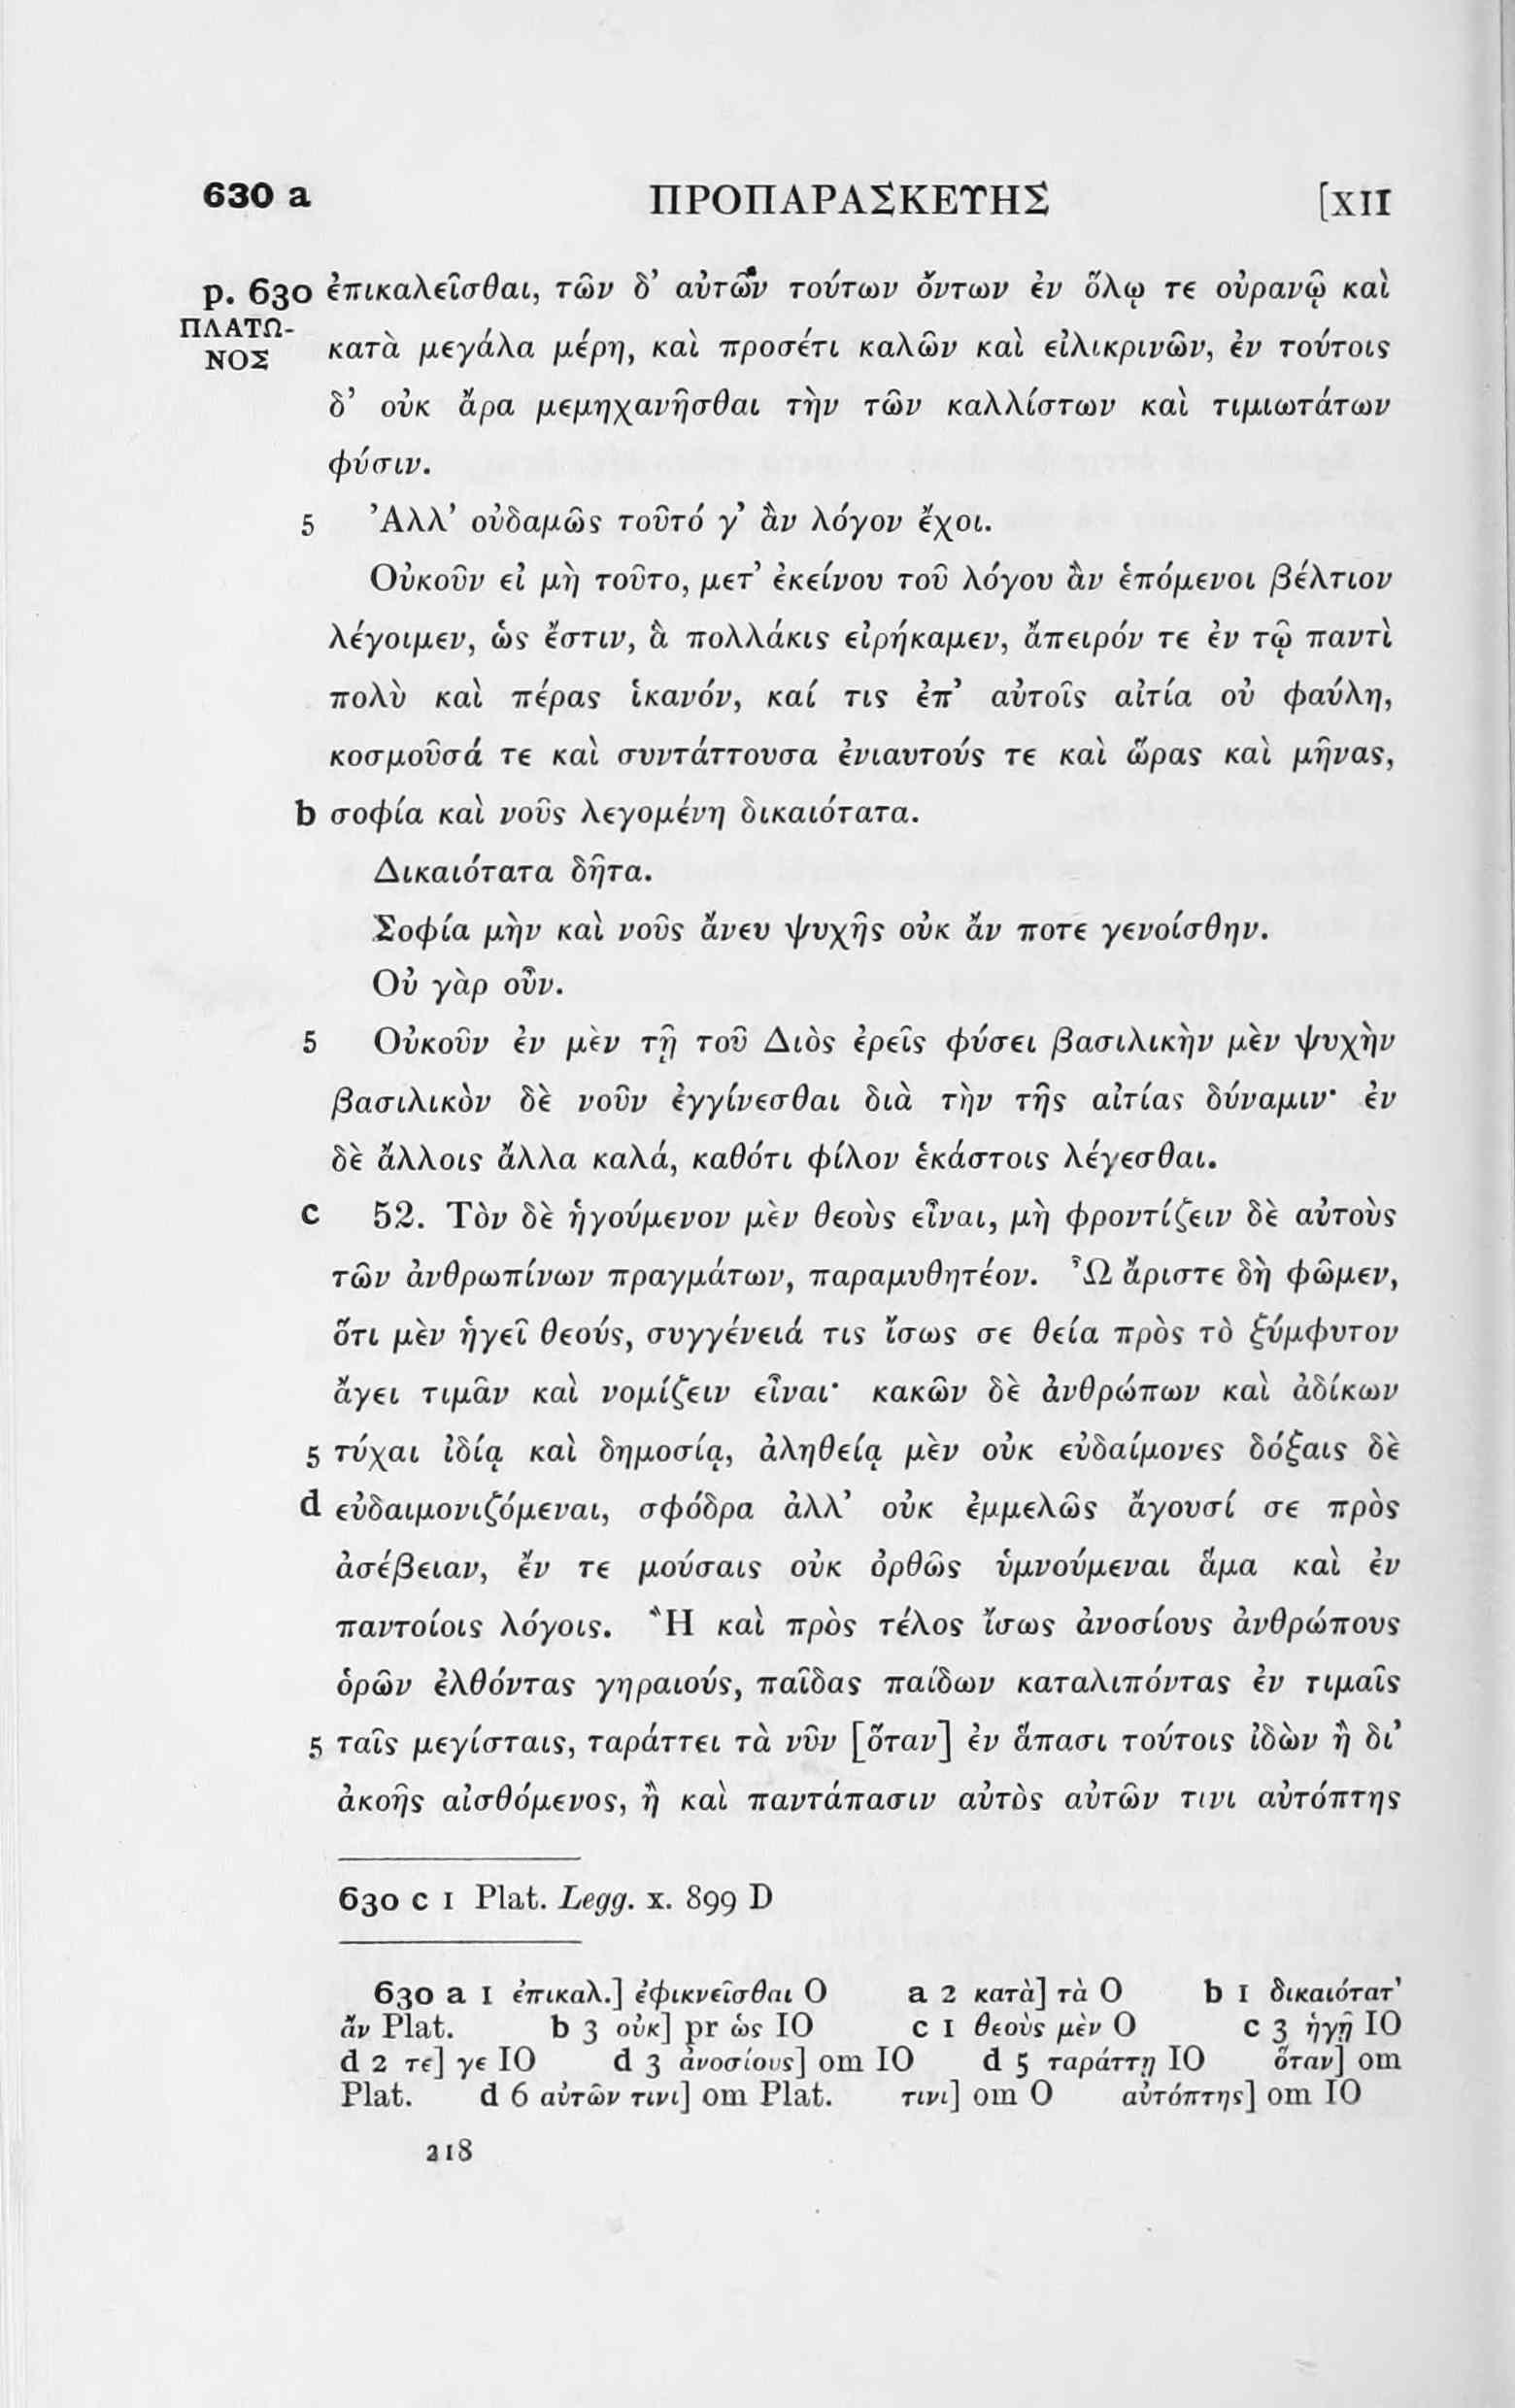 630 a ΠΡΟΠΑΡΑΣΚΕΥΗΣ [XII
p. 630 ἐπικαλεῖσθαι, τῶν δ’ αὐτῶν τούτων ὄντων ἐν ὅλῳ τε οὐρανῷ καὶ
ΠΛΑΤΩ-
ΝΟΣ κατὰ μεγάλα μέρη, καὶ προσέτι καλῶν καὶ εἰλικρινῶν, ἐν τούτοις
δ’ οὐκ ἄρα μεμηχανῆσθαι τὴν τῶν καλλίστων καὶ τιμιωτάτων
φύσιν.
5 Ἀλλ’ οὐδαμῶς τοῦτό γ’ ἂν λόγον ἔχοι.
Οὐκοῦν εἰ μὴ τοῦτο, μετ’ ἐκείνου τοῦ λόγου ἂν ἑπόμενοι βέλτιον
λέγοιμεν, ὡς ἔστιν, ἃ πολλάκις εἰρήκαμεν, ἄπειρόν τε ἐν τῷ παντὶ
πολὺ καὶ πέρας ἱκανόν, καί τις ἐπ’ αὐτοῖς αἰτία οὐ φαύλη,
κοσμοῦσά τε καὶ συντάττουσα ἐνιαυτούς τε καὶ ὥρας καὶ μῆνας,
b σοφία καὶ νοῦς λεγομένη δικαιότατα.
Δικαιότατα δῆτα.
Σοφία μὴν καὶ νοῦς ἄνευ ψυχῆς οὐκ ἄν ποτε γενοίσθην.
Οὐ γὰρ οὖν.
5 Οὐκοῦν ἐν μὲν τῇ τοῦ Διὸς ἐρεῖς φύσει βασιλικὴν μὲν ψυχὴν
βασιλικὸν δὲ νοῦν ἐγγίνεσθαι διὰ τὴν τῆς αἰτίας δύναμιν· ἐν
δὲ ἄλλοις ἄλλα καλά, καθότι φίλον ἑκάστοις λέγεσθαι.
c 52. Τὸν δὲ ἡγούμενον μὲν θεοὺς εἶναι, μὴ φροντίζειν δὲ αὐτοὺς
τῶν ἀνθρωπίνων πραγμάτων, παραμυθητέον. Ὦ ἄριστε δὴ φῶμεν,
ὅτι μὲν ἡγεῖ θεούς, συγγένειά τις ἴσως σε θεία πρὸς τὸ ξύμφυτον
ἄγει τιμᾶν καὶ νομίζειν εἶναι· κακῶν δὲ ἀνθρώπων καὶ ἀδίκων
5 τύχαι ἰδίᾳ καὶ δημοσίᾳ, ἀληθείᾳ μὲν οὐκ εὐδαίμονες δόξαις δὲ
d εὐδαιμονιζόμεναι, σφόδρα ἀλλ’ οὐκ ἐμμελῶς ἄγουσί σε πρὸς
ἀσέβειαν, ἔν τε μούσαις οὐκ ὀρθῶς ὑμνούμεναι ἅμα καὶ ἐν
παντοίοις λόγοις. Ἢ καὶ πρὸς τέλος ἴσως ἀνοσίους ἀνθρώπους
ὁρῶν ἐλθόντας γηραιούς, παῖδας παίδων καταλιπόντας ἐν τιμαῖς
5 ταῖς μεγίσταις, ταράττει τὰ νῦν [ὅταν] ἐν ἅπασι τούτοις ἰδὼν ἢ δι’
ἀκοῆς αἰσθόμενος, ἢ καὶ παντάπασιν αὐτὸς αὐτῶν τινι αὐτόπτης
630 c 1 Plat. Legg. x. 899 D
630 a 1 ἐπικαλ.] ἐφικνεῖσθαι O a 2 κατὰ] τὰ O b 1 δικαιότατ’
ἄν Plat. b 3 οὐκ] pr ὡς IO c 1 θεοὺς μὲν O c 3 ἡγῇ IO
d 2 τε] γε IO d 3 ἀνοσίους] om IO d 5 ταράττῃ IO ὅταν] om
Plat. d 6 αὐτῶν τινι] om Plat. τινι] om O αὐτόπτης] om IO
218